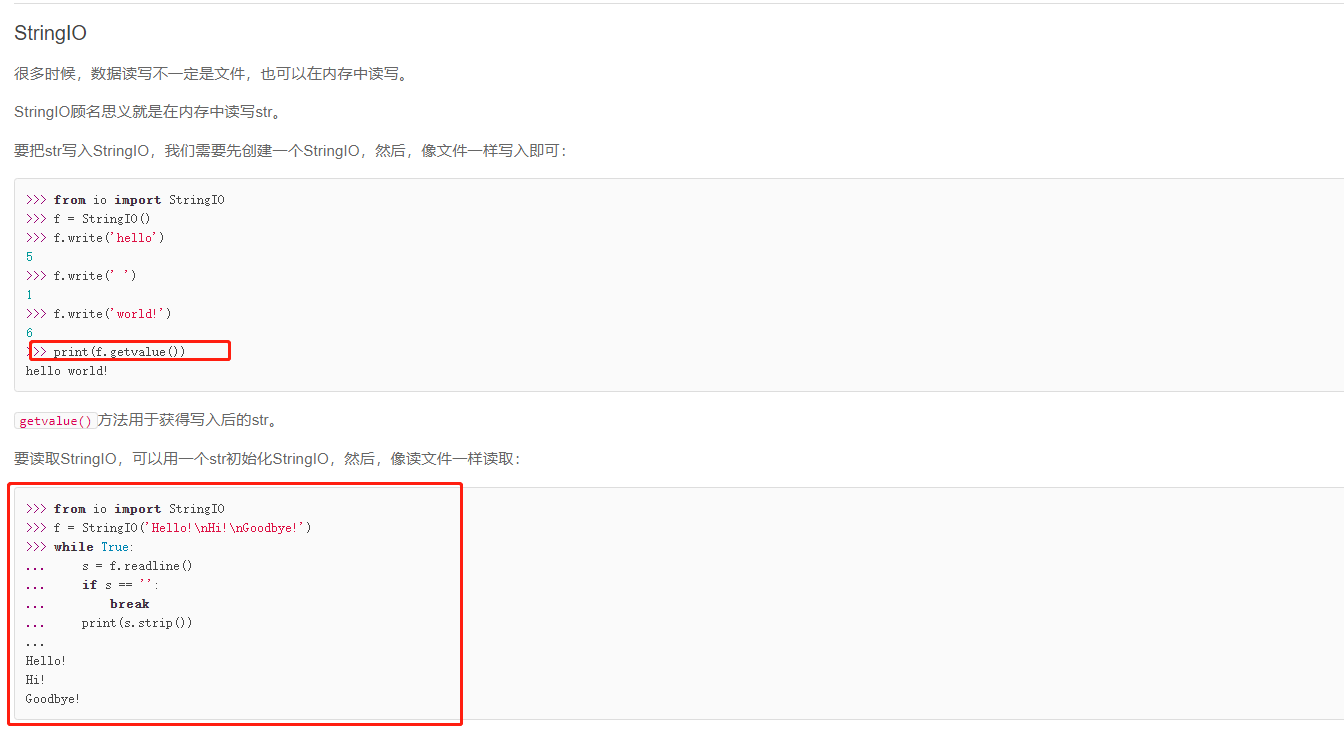 StringIO
很多时候，数据读写不一定是文件，也可以在内存中读写。
StringIO顾名思义就是在内存中读写str。
要把str写入StringIO，我们需要先创建一个StringIO，然后，像文件一样写入即可：
>>> from io import StringIO
>>> f = StringIO()
>>> f.write('hello')
5
>>> f.write(' ')
1
>>> f.write('world!')
6
>>> print(f.getvalue())
hello world!
getvalue()方法用于获得写入后的str。
要读取StringIO，可以用一个str初始化StringIO，然后，像读文件一样读取：
>>> from io import StringIO
>>> f = StringIO('Hello!\nHi!\nGoodbye!')
>>> while True:
...     s = f.readline()
...     if s == '':
...         break
...     print(s.strip())
...
Hello!
Hi!
Goodbye!